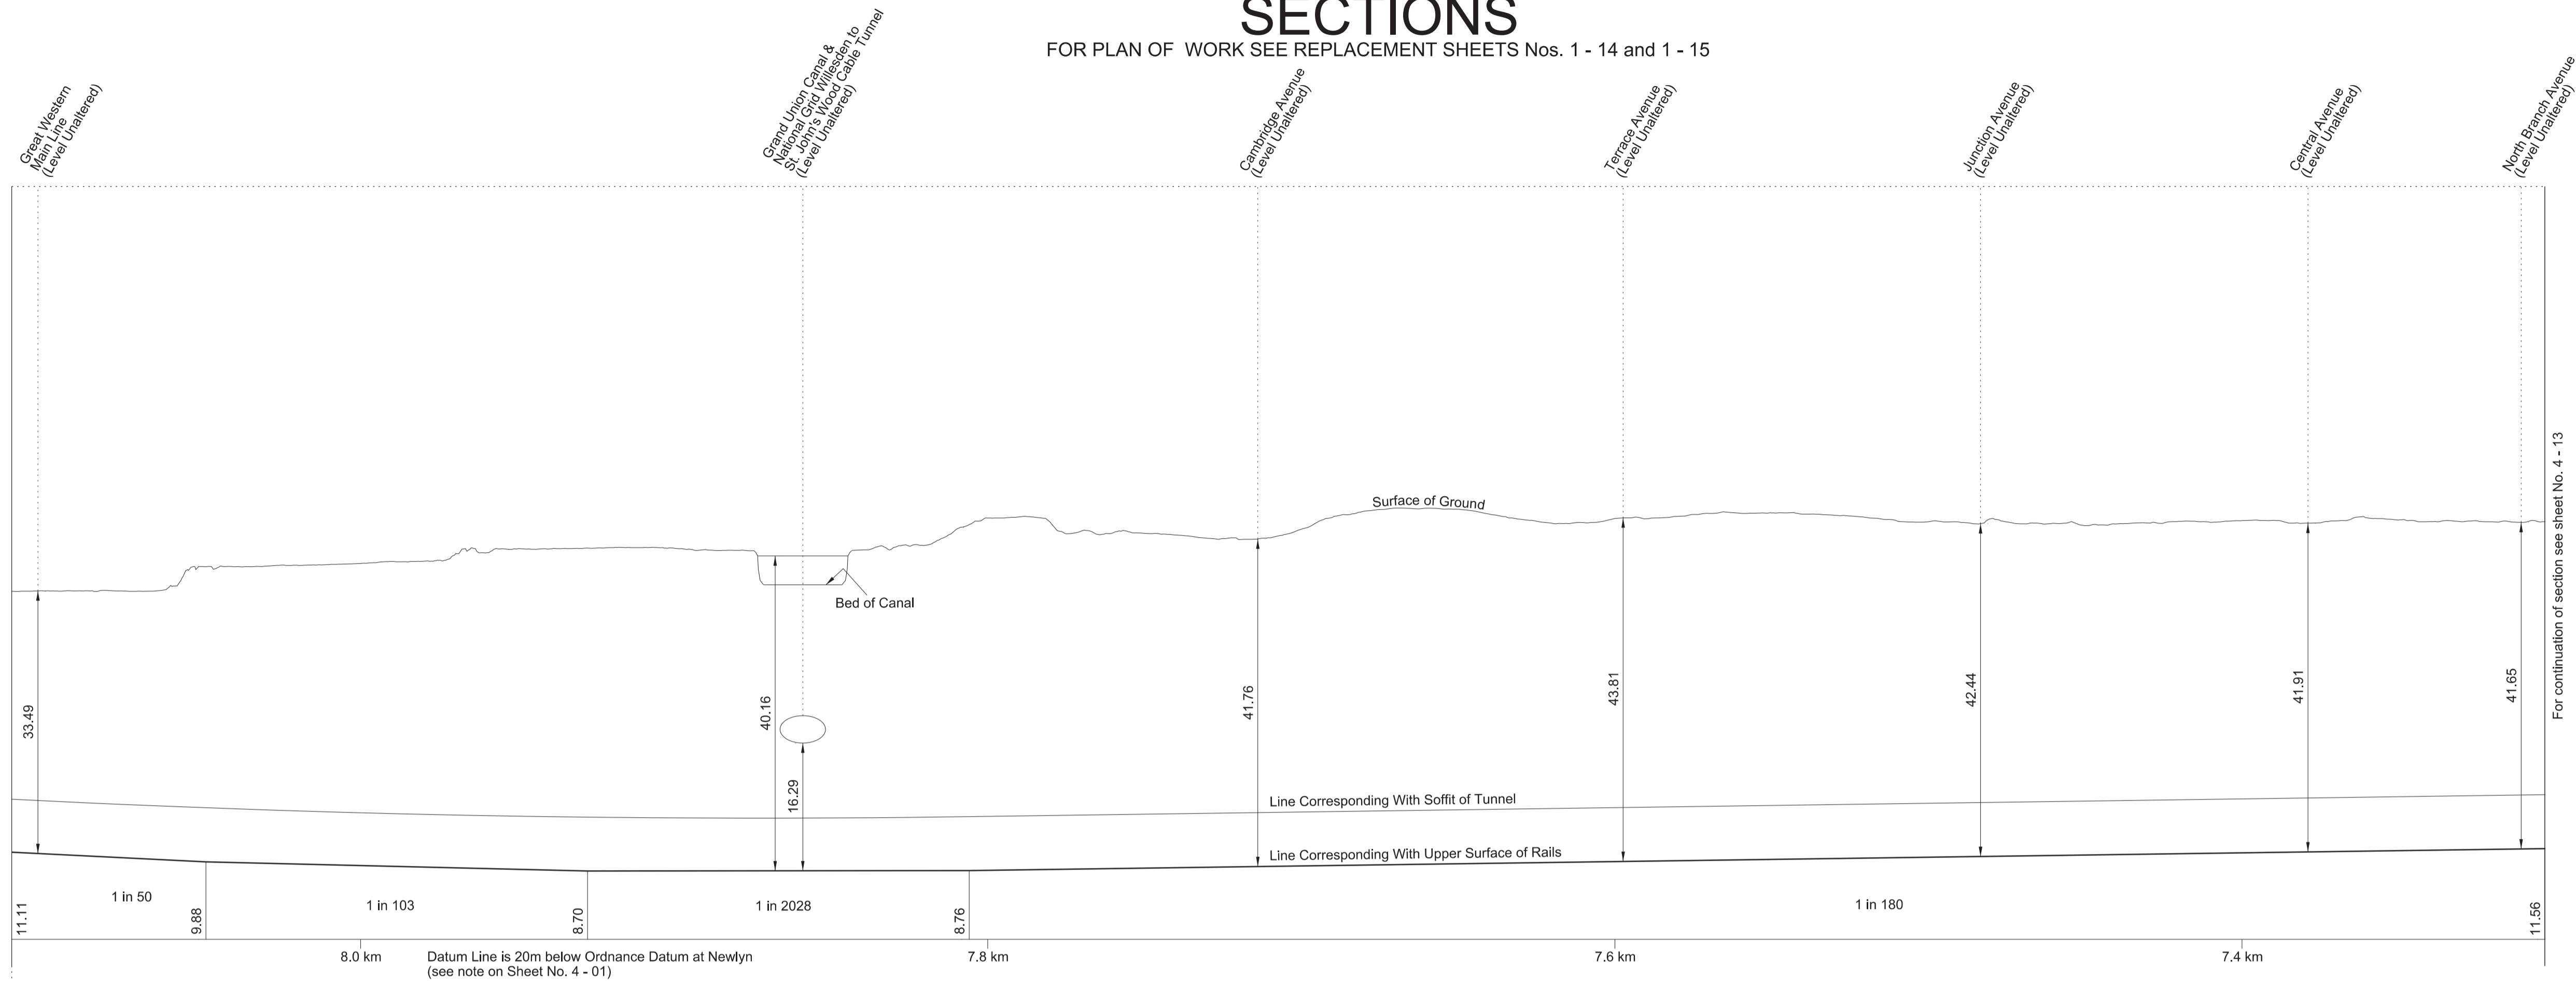 SECTIONS
FOR PLAN OF WORK SEE REPLACEMENT SHEETS Nos. 1 - 14 and 1 - 15
Great Western
Main Line
(Level Unaltered)
Grand Union Canal &
National Grid Willesden to
St. John's Wood Cable Tunnel
(Level Unaltered)
Cambridge Avenue
(Level Unaltered)
Terrace Avenue
(Level Unaltered)
Junction Avenue
(Level Unaltered)
Central Avenue
(Level Unaltered)
North Branch Avenue
(Level Unaltered)
Surface of Ground
Bed of Canal
33.49
40.16
16.29
41.76
43.81
42.44
41.91
41.65
For continuation of section see sheet No. 4 - 13
Line Corresponding With Soffit of Tunnel
Line Corresponding With Upper Surface of Rails
11.11
1 in 50
9.88
1 in 103
8.70
1 in 2028
8.76
1 in 180
11.56
8.0 km
7.8 km
7.6 km
7.4 km
Datum Line is 20m below Ordnance Datum at Newlyn
(see note on Sheet No. 4 - 01)